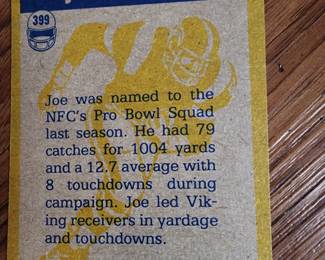 399
Joe was named to the
NFC's Pro Bowl Squad
last season. He had 79
catches for 1004 yards
and a 12.7 average with
8 touchdowns during
campaign. Joe led Vik-
ing receivers in yardage
and touchdowns.